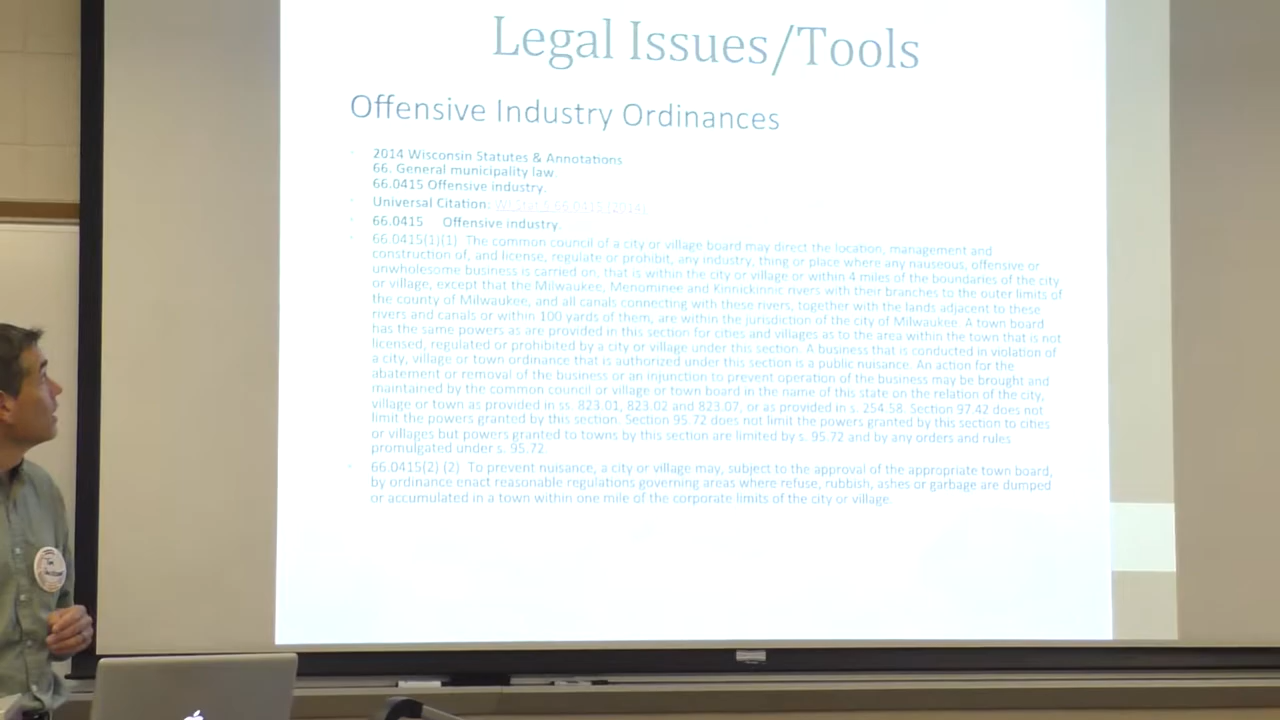 Legal Issues/Tools
Offensive Industry Ordinances
2014 Wisconsin Statutes & Annotations
66. General municipality law.
66.0415 Offensive industry.
Universal Citation: WI Stat § 66.0415 (2014)
66.0415 Offensive industry.
66.0415(1)(1) The common council of a city or village board may direct the location, management and
construction of, and license, regulate or prohibit, any industry, thing or place where any nauseous, offensive or
unwholesome business is carried on, that is within the city or village or within 4 miles of the boundaries of the city
or village, except that the Milwaukee, Menominee and Kinnickinnic rivers with their branches to the outer limits of
the county of Milwaukee, and all canals connecting with these rivers, together with the lands adjacent to these
rivers and canals or within 100 yards of them, are within the jurisdiction of the city of Milwaukee. A town board
has the same powers as are provided in this section for cities and villages as to the area within the town that is not
licensed, regulated or prohibited by a city or village under this section. A business that is conducted in violation of
a city, village or town ordinance that is authorized under this section is a public nuisance. An action for the
abatement or removal of the business or an injunction to prevent operation of the business may be brought and
maintained by the common council or village or town board in the name of this state on the relation of the city,
village or town as provided in ss. 823.01, 823.02 and 823.07, or as provided in s. 254.58. Section 97.42 does not
limit the powers granted by this section. Section 95.72 does not limit the powers granted by this section to cities
or villages but powers granted to towns by this section are limited by s. 95.72 and by any orders and rules
promulgated under s. 95.72.
66.0415(2) (2) To prevent nuisance, a city or village may, subject to the approval of the appropriate town board,
by ordinance enact reasonable regulations governing areas where refuse, rubbish, ashes or garbage are dumped
or accumulated in a town within one mile of the corporate limits of the city or village.